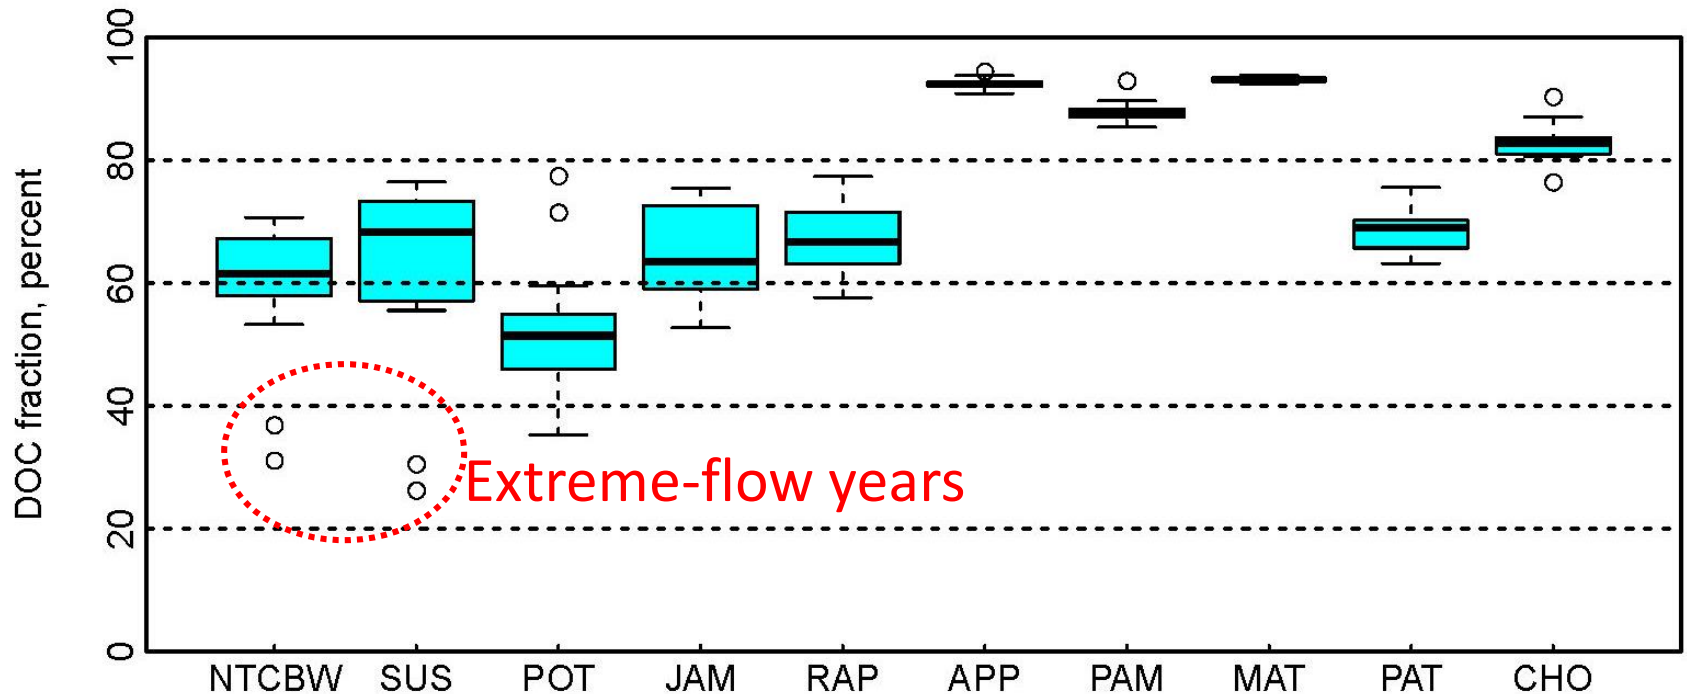 DOC fraction, percent
100
80
60
40
20
0
Extreme-flow years
NTCBW SUS POT JAM RAP APP PAM MAT PAT CHO